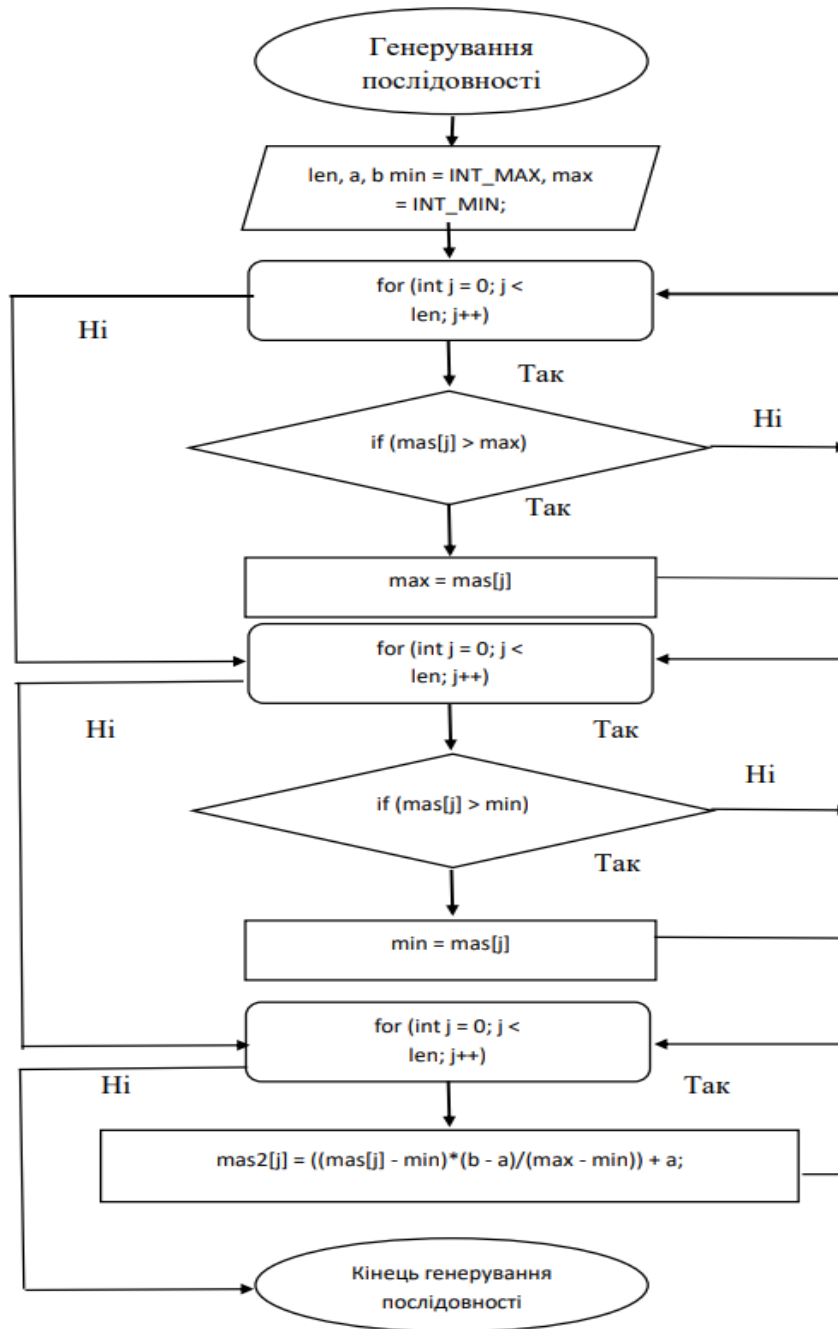 Генерування
послідовності
len, a, b min = INT_MAX, max
= INT_MIN;
for (int j = 0; j <
len; j++)
Ні
Так
if (mas[j] > max)
Ні
Так
max = mas[j]
for (int j = 0; j <
len; j++)
Ні
Так
if (mas[j] > min)
Ні
Так
min = mas[j]
for (int j = 0; j <
len; j++)
Ні
Так
mas2[j] = ((mas[j] - min)*(b - a)/(max - min)) + a;
Кінець генерування
послідовності